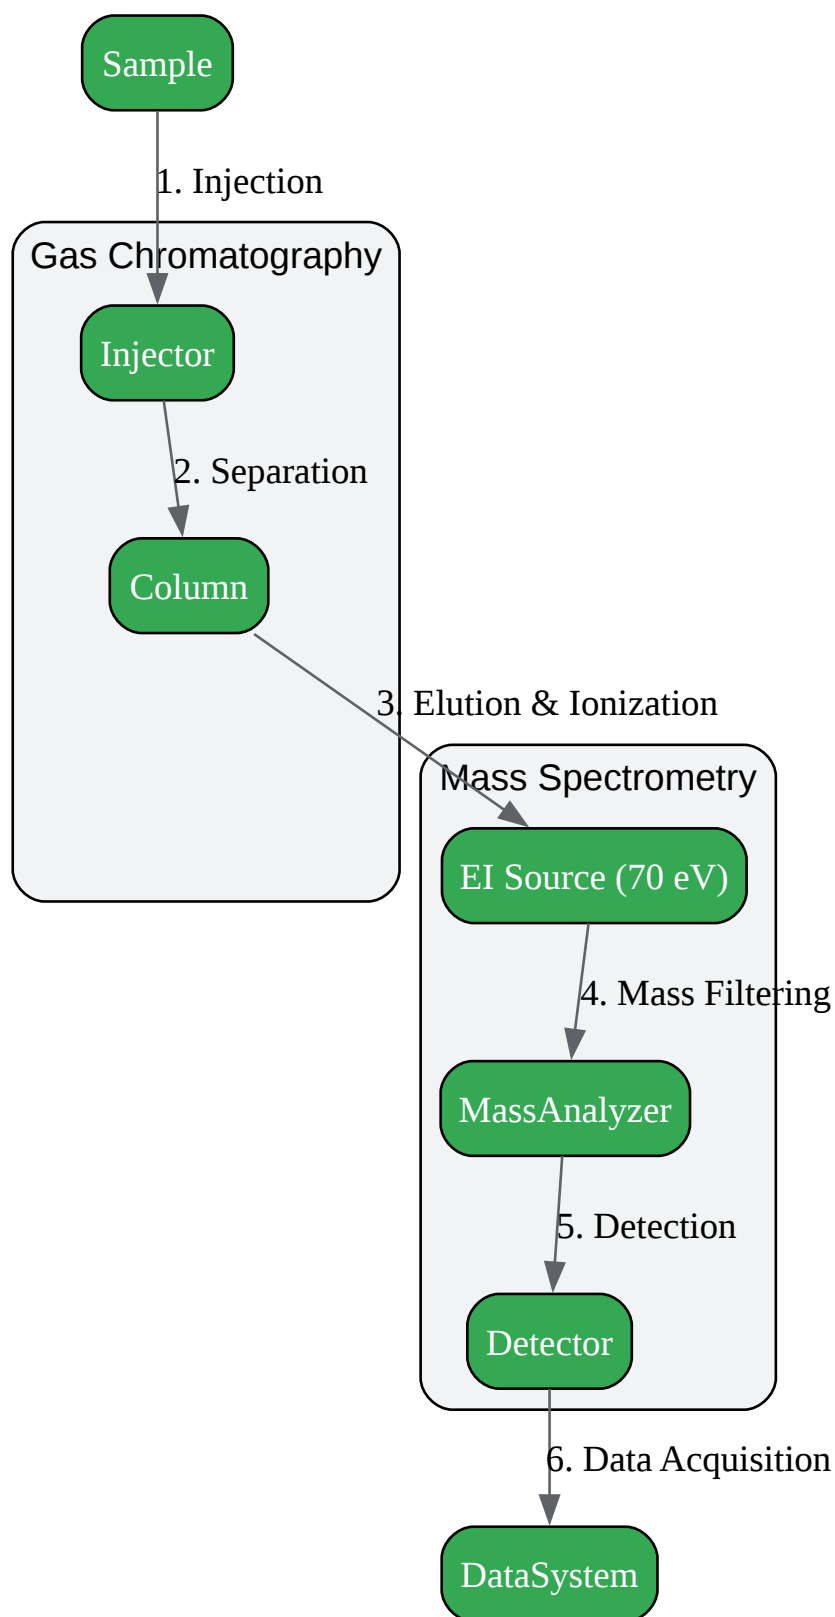 Sample
1. Injection
Gas Chromatography
Injector
2. Separation
Column
3. Elution & Ionization
Mass Spectrometry
EI Source (70 eV)
4. Mass Filtering
MassAnalyzer
5. Detection
Detector
6. Data Acquisition
DataSystem